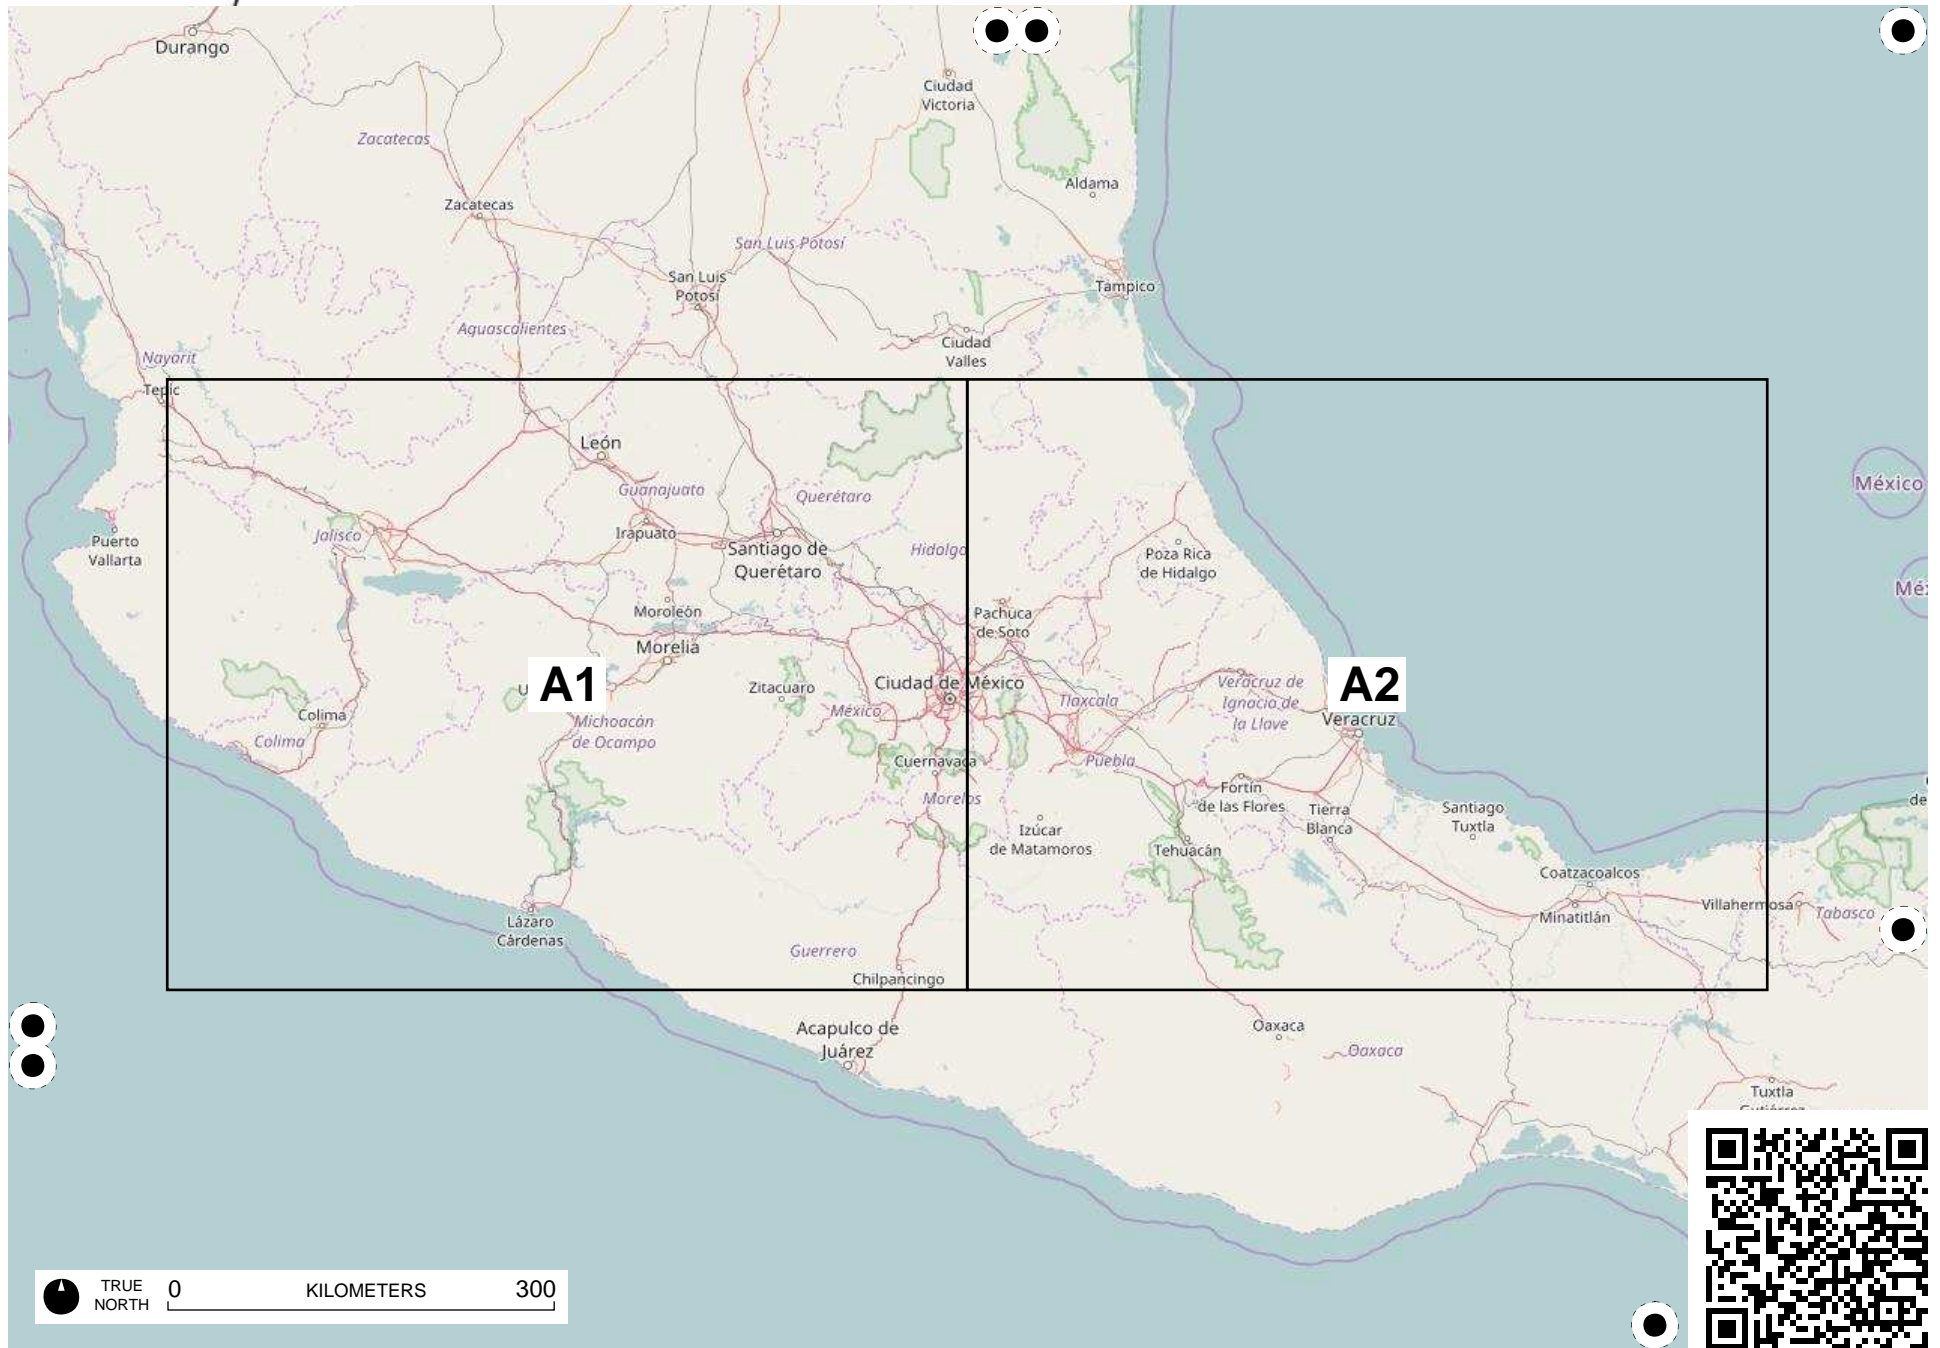 Durango
Ciudad
Victoria
Zacatecas
Aldama
Zacatecas
San Luis Potosí
San Luis
Potosí
Tampico
Aguascalientes
Ciudad
Valles
Nayarit
Tepic
León
México
Guanajuato
Querétaro
Jalisco
Irapuato
Puerto
Vallarta
Santiago de
Querétaro
Hidalgo
Poza Rica
de Hidalgo
Moroleón
Pachuca
de Soto
Morelia
A1
Zitacuaro
Ciudad de México
A2
Tlaxcala
Veracruz de
Ignacio de
la Llave
Veracruz
Colima
Colima
Michoacán
de Ocampo
México
Cuernavaca
Puebla
Morelos
Fortín
de las Flores
Tierra
Blanca
Santiago
Tuxtla
Izúcar
de Matamoros
Tehuacán
Coatzacoalcos
Minatitlán
Villahermosa
Tabasco
Lázaro
Cárdenas
Guerrero
Chilpancingo
Acapulco de
Juárez
Oaxaca
Oaxaca
Tuxtla
TRUE
NORTH
0 KILOMETERS 300